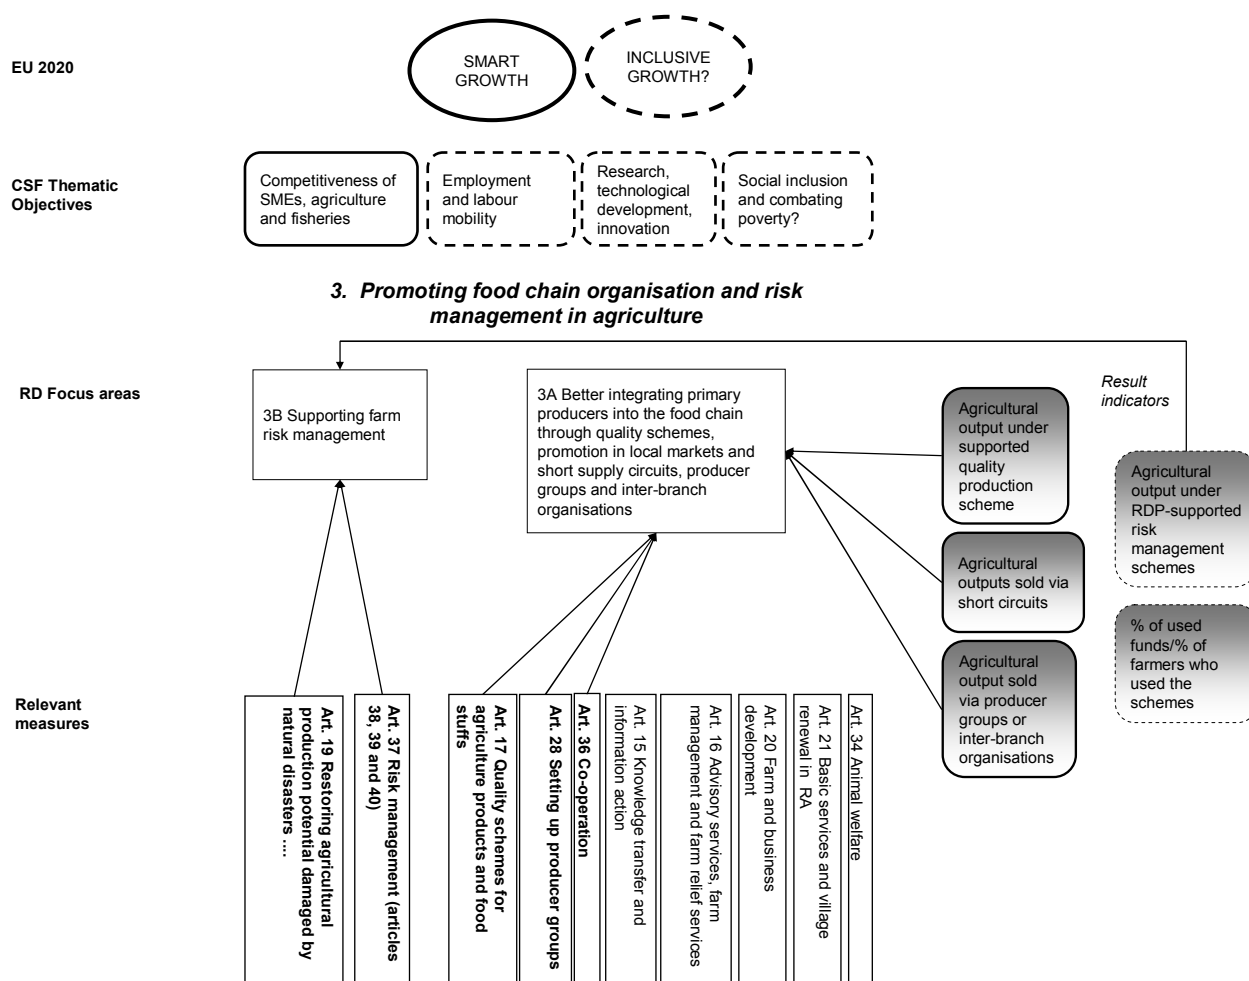 EU 2020
SMART
GROWTH
INCLUSIVE
GROWTH?
CSF Thematic
Objectives
Competitiveness of
SMEs, agriculture
and fisheries
Employment
and labour
mobility
Research,
technological
development,
innovation
Social inclusion
and combating
poverty?
3. Promoting food chain organisation and risk
management in agriculture
RD Focus areas
3B Supporting farm
risk management
3A Better integrating primary
producers into the food chain
through quality schemes,
promotion in local markets and
short supply circuits, producer
groups and inter-branch
organisations
Result
indicators
Agricultural
output under
supported
quality
production
scheme
Agricultural
outputs sold via
short circuits
Agricultural
output sold
via producer
groups or
inter-branch
organisations
Agricultural
output under
RDP-supported
risk
management
schemes
% of used
funds/% of
farmers who
used the
schemes
Relevant
measures
Art. 19 Restoring agricultural
production potential damaged by
natural disasters ....
Art. 37 Risk management (articles
38, 39 and 40)
Art. 17 Quality schemes for
agriculture products and food
stuffs
Art. 28 Setting up producer groups
Art. 36 Co-operation
Art. 15 Knowledge transfer and
information action
Art. 16 Advisory services, farm
management and farm relief services
Art. 20 Farm and business
development
Art. 21 Basic services and village
renewal in RA
Art. 34 Animal welfare